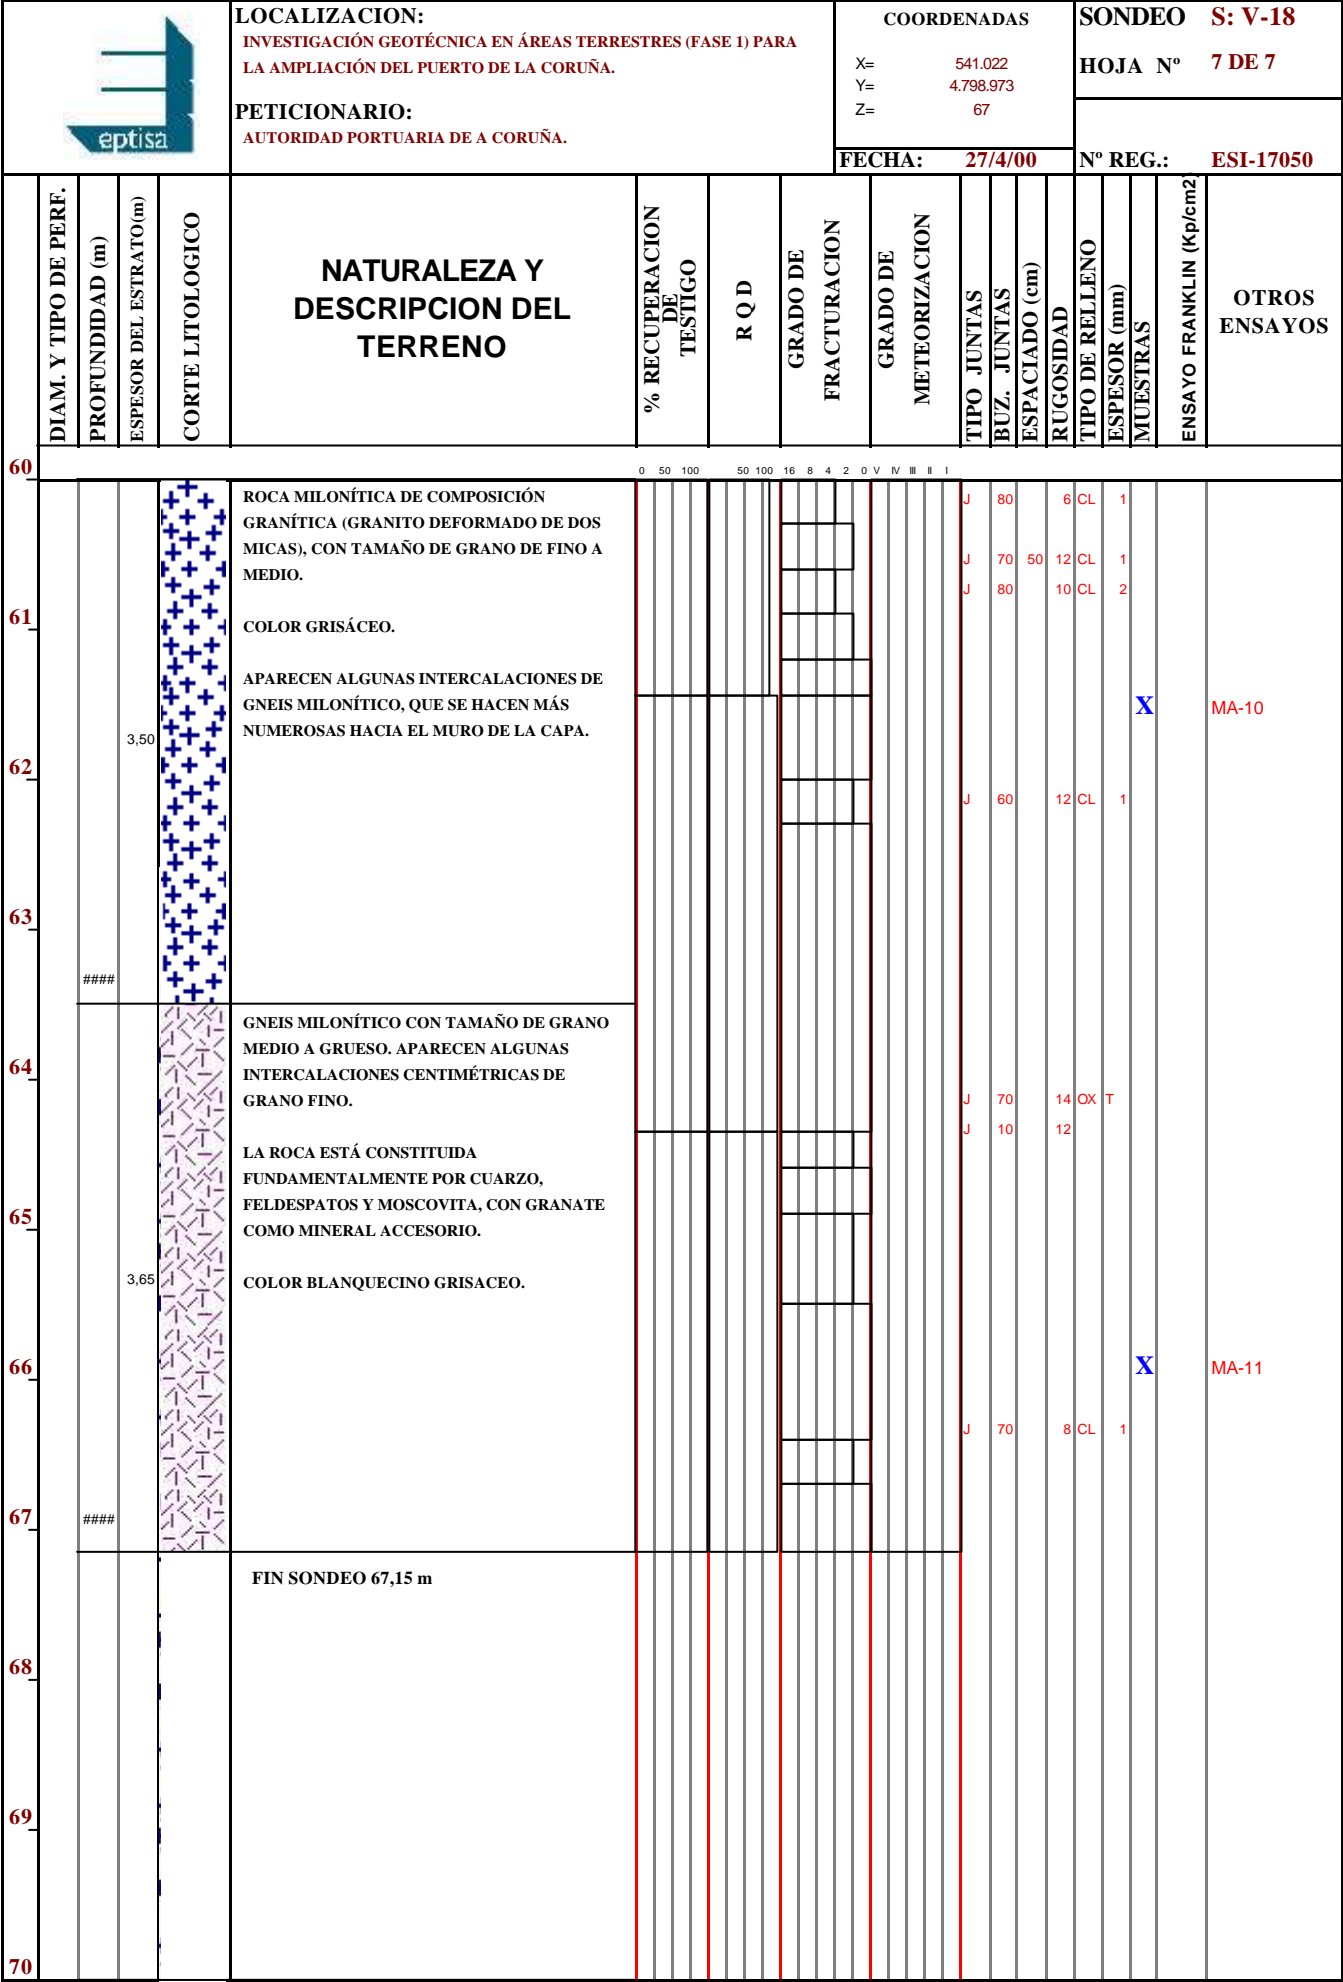 eptisa
LOCALIZACION:
INVESTIGACIÓN GEOTÉCNICA EN ÁREAS TERRESTRES (FASE 1) PARA
LA AMPLIACIÓN DEL PUERTO DE LA CORUÑA.
PETICIONARIO:
AUTORIDAD PORTUARIA DE A CORUÑA.
COORDENADAS
X= 541.022
Y= 4.798.973
Z= 67
FECHA: 27/4/00
SONDEO S: V-18
HOJA Nº 7 DE 7
Nº REG.: ESI-17050
DIAM. Y TIPO DE PERF.
PROFUNDIDAD (m)
ESPESOR DEL ESTRATO(m)
CORTE LITOLOGICO
NATURALEZA Y
DESCRIPCION DEL
TERRENO
% RECUPERACION
DE
TESTIGO
R Q D
GRADO DE
FRACTURACION
GRADO DE
METEORIZACION
TIPO JUNTAS
BUZ. JUNTAS
ESPACIADO (cm)
RUGOSIDAD
TIPO DE RELLENO
ESPESOR (mm)
MUESTRAS
ENSAYO FRANKLIN (Kp/cm2)
OTROS
ENSAYOS
60
0 50 100 50 100 16 8 4 2 0 V IV III II I
ROCA MILONÍTICA DE COMPOSICIÓN
GRANÍTICA (GRANITO DEFORMADO DE DOS
MICAS), CON TAMAÑO DE GRANO DE FINO A
MEDIO.
J 80 6 CL 1
J 70 50 12 CL 1
J 80 10 CL 2
61
COLOR GRISÁCEO.
APARECEN ALGUNAS INTERCALACIONES DE
GNEIS MILONÍTICO, QUE SE HACEN MÁS
NUMEROSAS HACIA EL MURO DE LA CAPA.
X MA-10
3,50
62
J 60 12 CL 1
63
####
GNEIS MILONÍTICO CON TAMAÑO DE GRANO
MEDIO A GRUESO. APARECEN ALGUNAS
INTERCALACIONES CENTIMÉTRICAS DE
GRANO FINO.
64
J 70 14 OX T
J 10 12
LA ROCA ESTÁ CONSTITUIDA
FUNDAMENTALMENTE POR CUARZO,
FELDESPATOS Y MOSCOVITA, CON GRANATE
COMO MINERAL ACCESORIO.
65
3,65
COLOR BLANQUECINO GRISACEO.
66
X MA-11
J 70 8 CL 1
67
####
FIN SONDEO 67,15 m
68
69
70